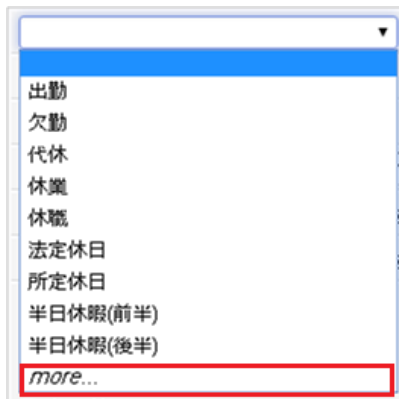 出勤
欠勤
代休
休業
休職
法定休日
所定休日
半日休暇(前半)
半日休暇(後半)
more...